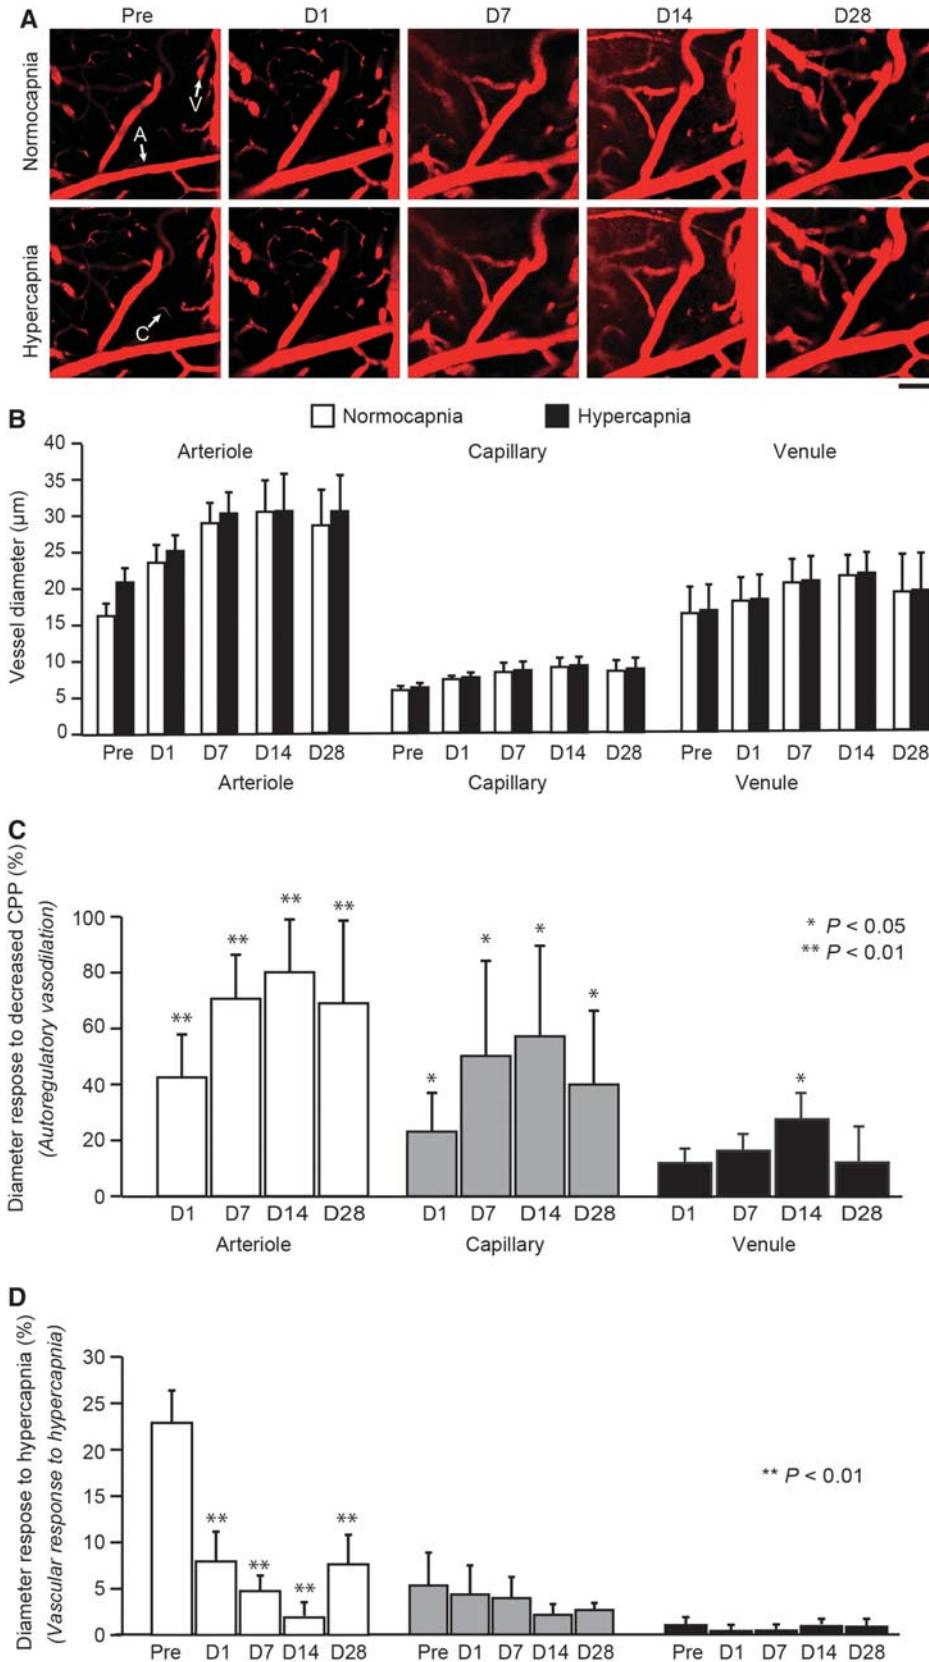 A
Pre D1 D7 D14 D28
Normocapnia
V
A
Hypercapnia
C
B
Normocapnia Hypercapnia
Arteriole Capillary Venule
Vessel diameter (μm)
40
35
30
25
20
15
10
5
0
Pre D1 D7 D14 D28 Pre D1 D7 D14 D28 Pre D1 D7 D14 D28
Arteriole Capillary Venule
C
Diameter respose to decreased CPP (%)
(Autoregulatory vasodilation)
100
80
60
40
20
0
** ** ** ** * * * * *
* P < 0.05
** P < 0.01
D1 D7 D14 D28 D1 D7 D14 D28 D1 D7 D14 D28
Arteriole Capillary Venule
D
Diameter respose to hypercapnia (%)
(Vascular response to hypercapnia)
30
25
20
15
10
5
0
** ** ** **
** P < 0.01
Pre D1 D7 D14 D28 Pre D1 D7 D14 D28 Pre D1 D7 D14 D28